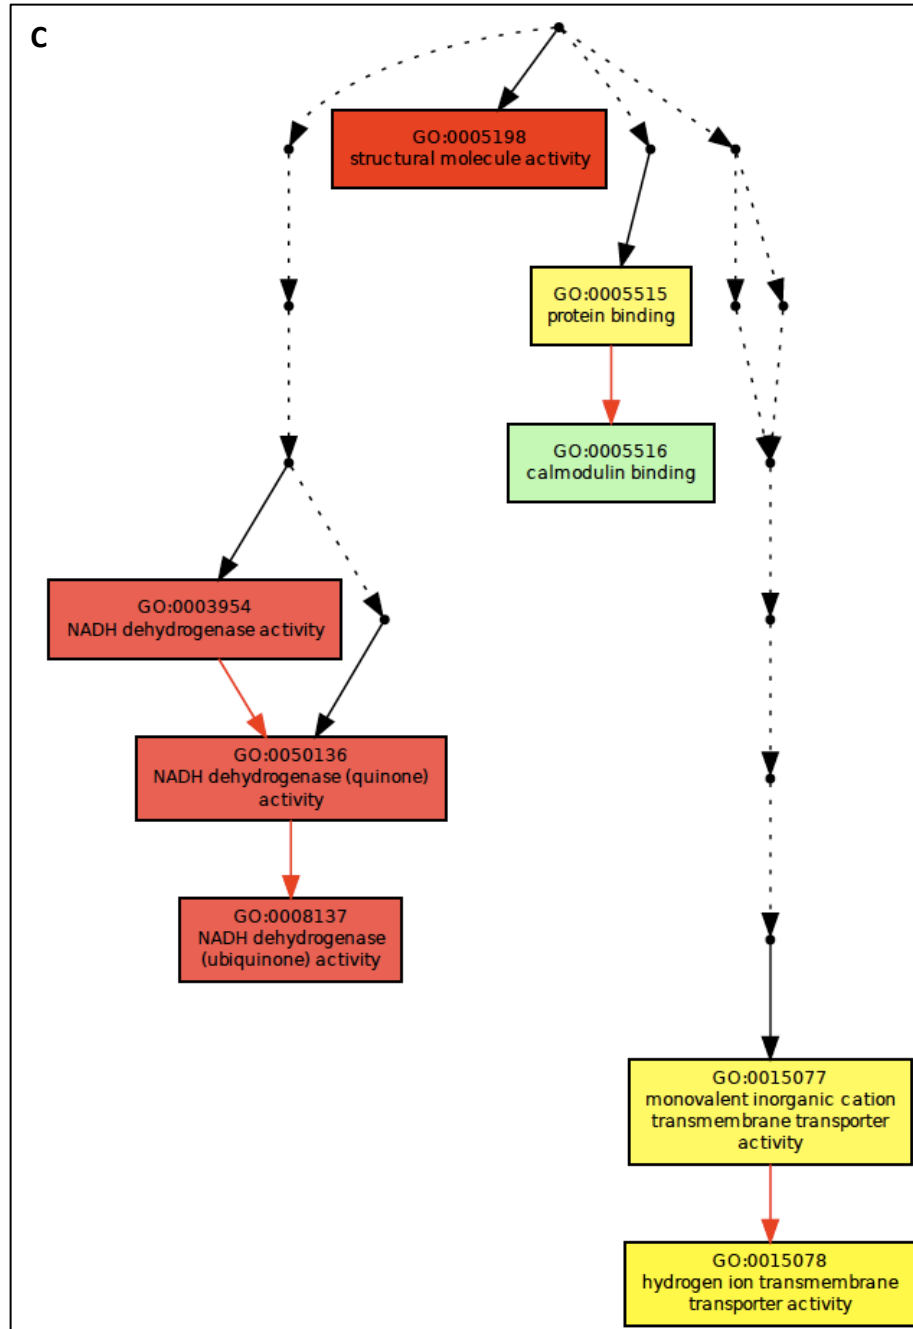 C
GO:0005198
structural molecule activity
GO:0005515
protein binding
GO:0005516
calmodulin binding
GO:0003954
NADH dehydrogenase activity
GO:0050136
NADH dehydrogenase (quinone)
activity
GO:0008137
NADH dehydrogenase
(ubiquinone) activity
GO:0015077
monovalent inorganic cation
transmembrane transporter
activity
GO:0015078
hydrogen ion transmembrane
transporter activity